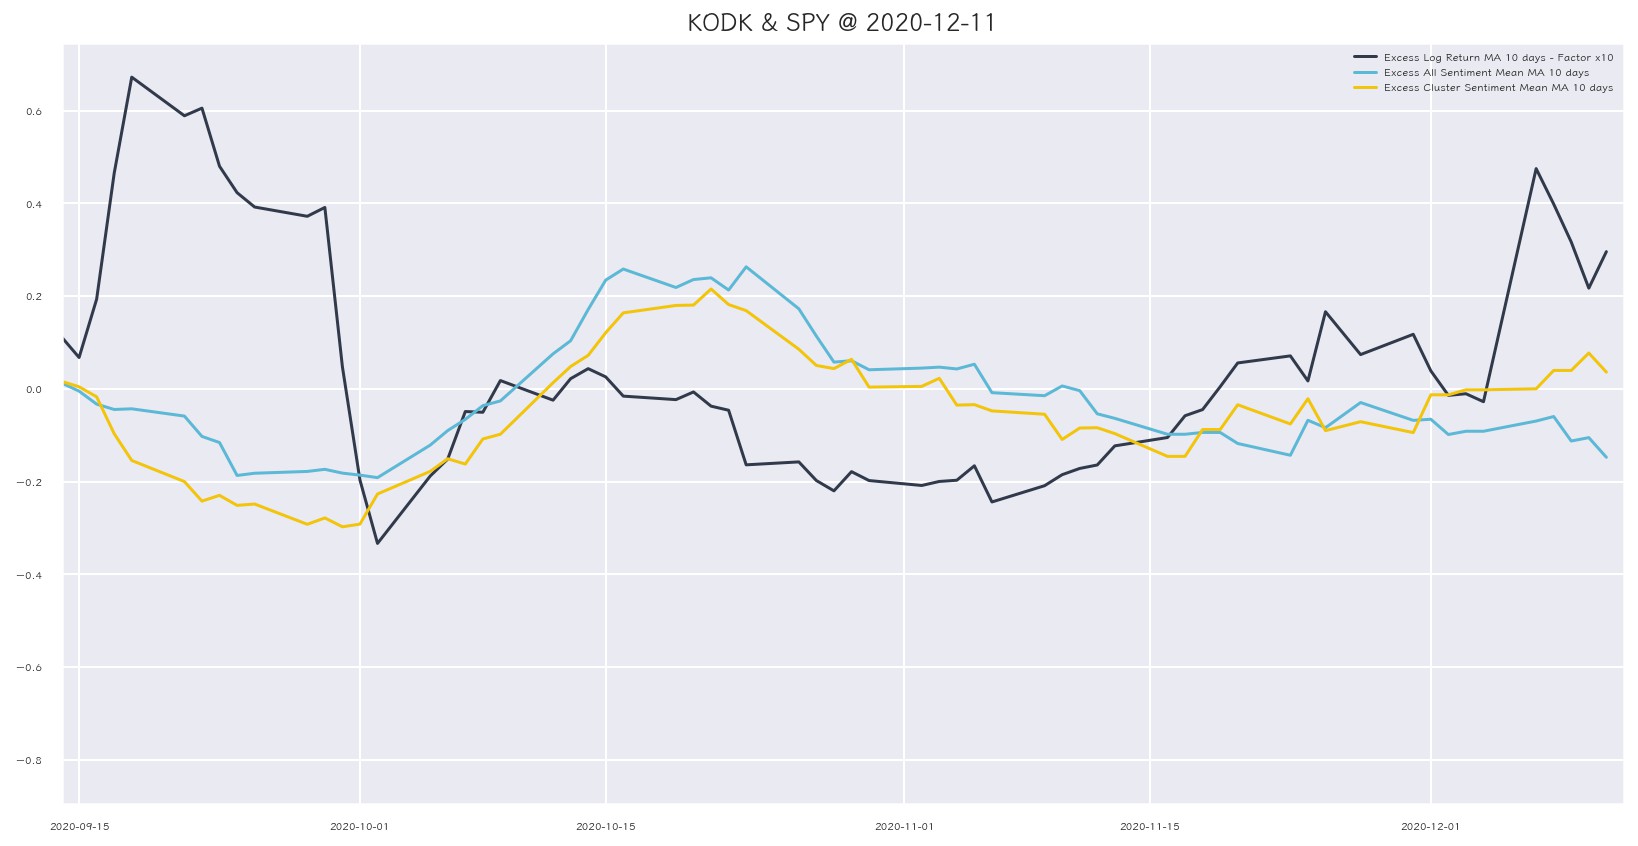 KODK & SPY @ 2020-12-11
Excess Log Return MA 10 days - Factor x10
Excess All Sentiment Mean MA 10 days
Excess Cluster Sentiment Mean MA 10 days
0.6
0.4
0.2
0.0
−0.2
−0.4
−0.6
−0.8
2020-09-15 2020-10-01 2020-10-15 2020-11-01 2020-11-15 2020-12-01